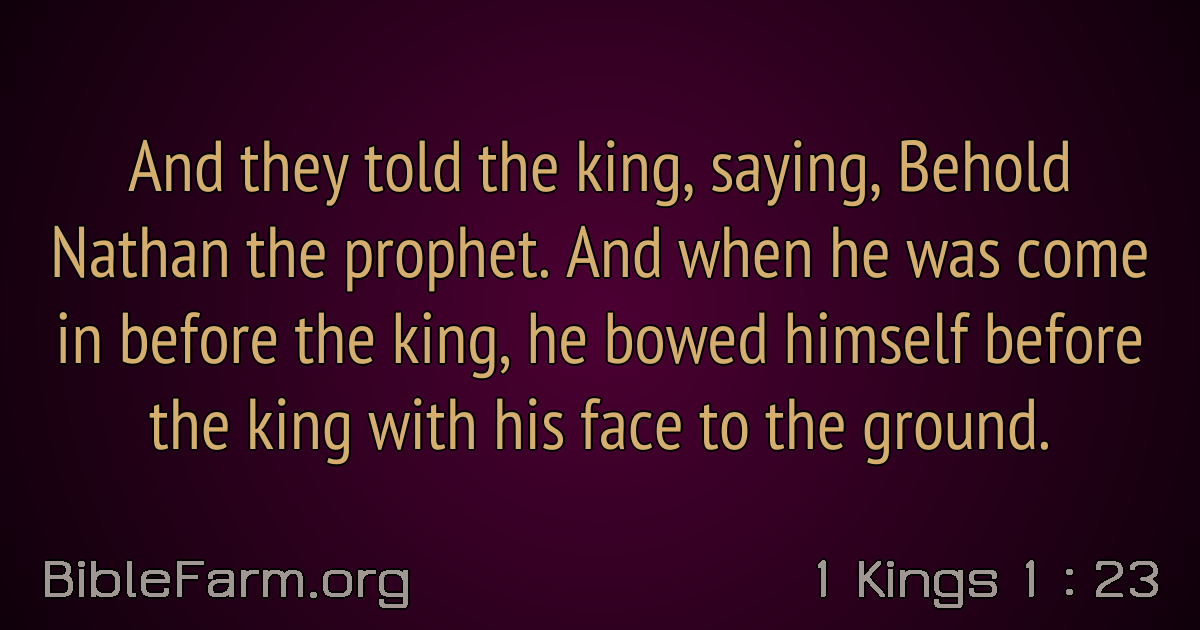 And they told the king, saying, Behold
Nathan the prophet. And when he was come
in before the king, he bowed himself before
the king with his face to the ground.
BibleFarm.org
1 Kings 1 : 23